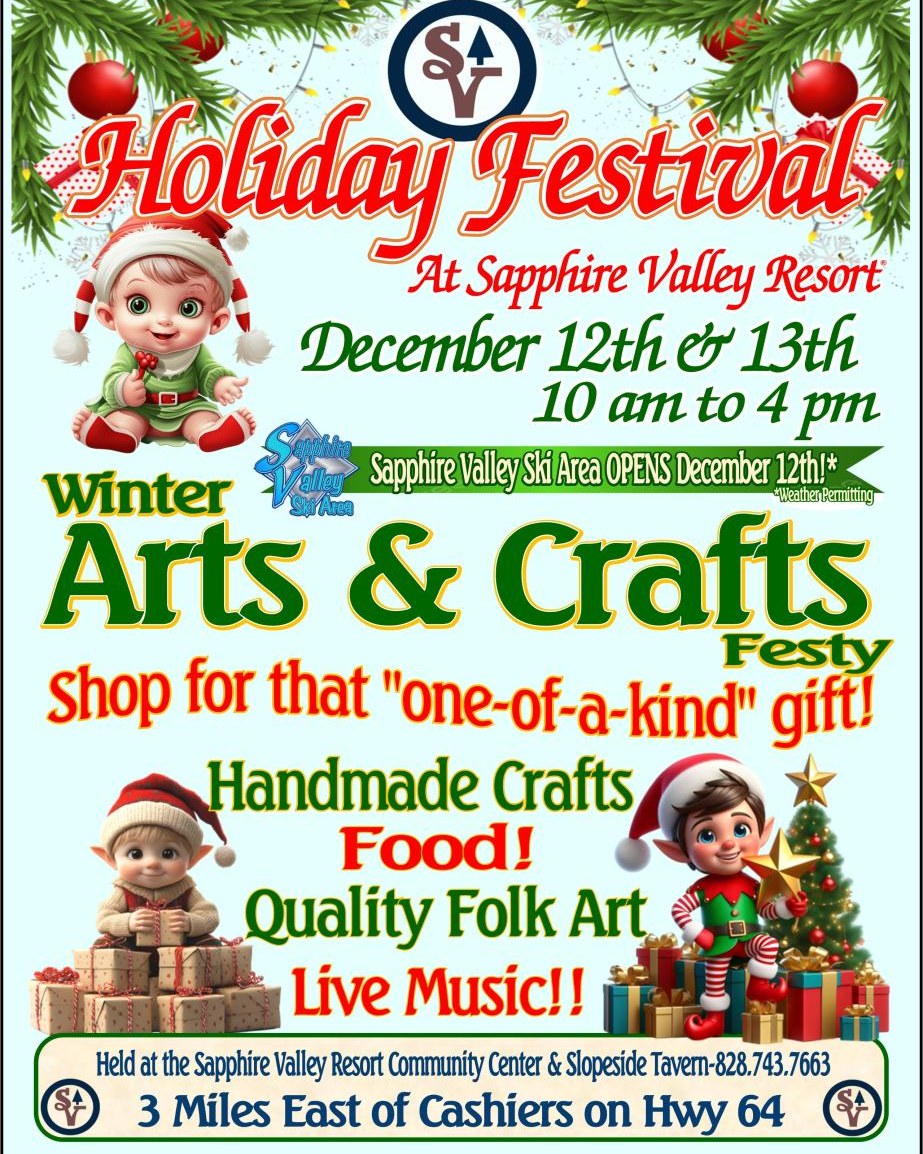 SV
Holiday Festival
At Sapphire Valley Resort®
December 12th & 13th
10 am to 4 pm
Sapphire Valley Ski Area
Sapphire Valley Ski Area OPENS December 12th!*
*Weather Permitting
Winter
Arts & Crafts
Festy
Shop for that "one-of-a-kind" gift!
Handmade Crafts
Food!
Quality Folk Art
Live Music!!
Held at the Sapphire Valley Resort Community Center & Slopeside Tavern-828.743.7663
SV
3 Miles East of Cashiers on Hwy 64
SV